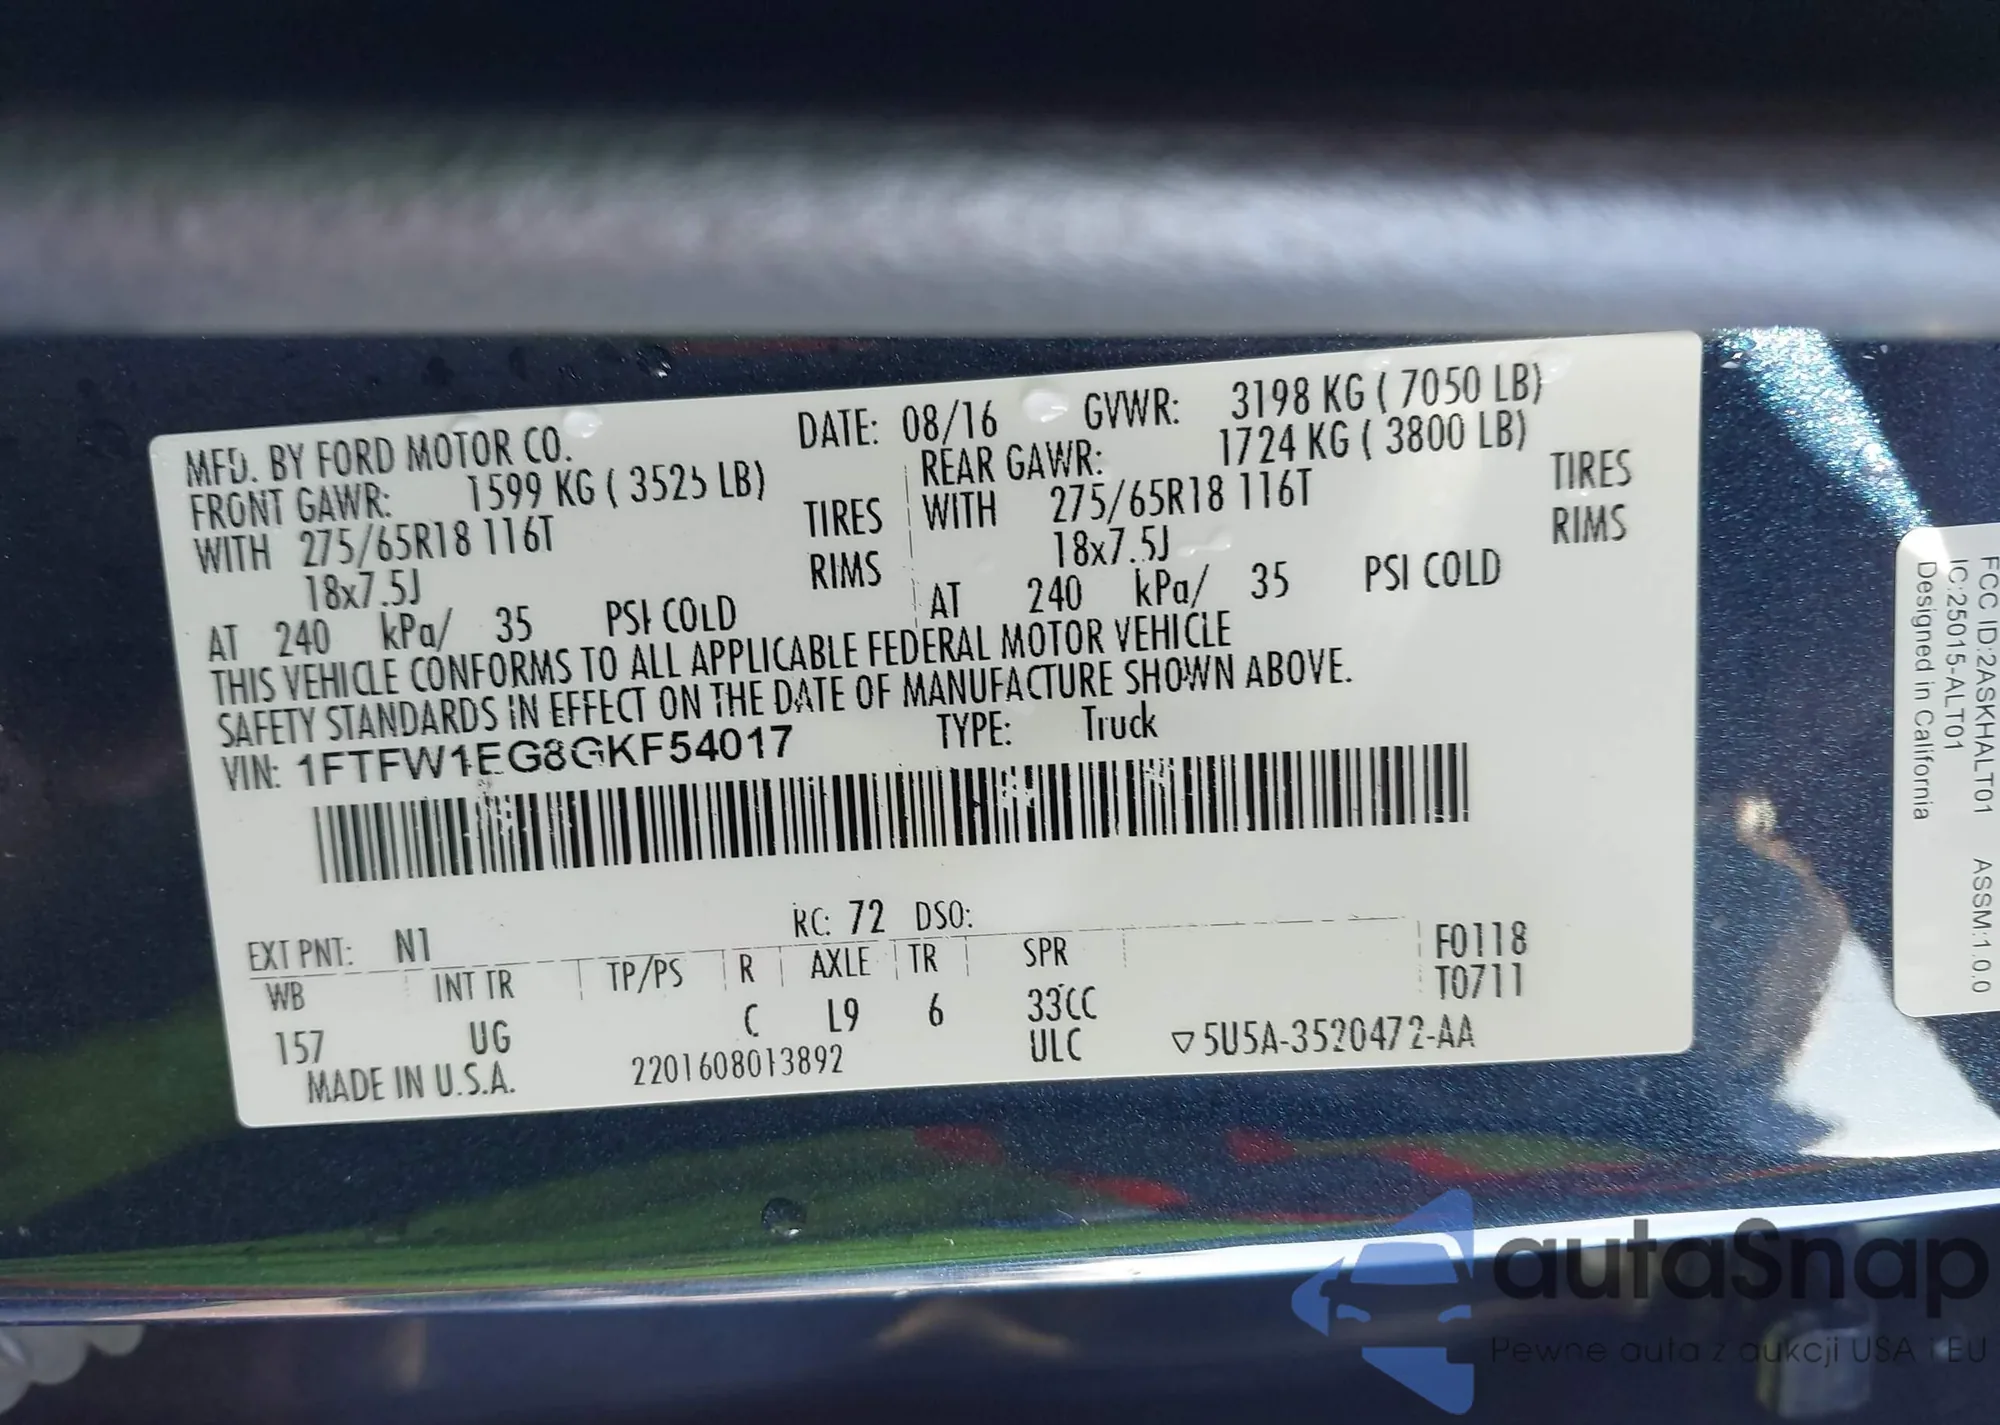 MFD. BY FORD MOTOR CO. DATE: 08/16 GVWR: 3198 KG ( 7050 LB)
FRONT GAWR: 1599 KG ( 3525 LB) REAR GAWR: 1724 KG ( 3800 LB)
WITH 275/65R18 116T TIRES WITH 275/65R18 116T TIRES
18x7.5J RIMS 18x7.5J RIMS
AT 240 kPa/ 35 PSI COLD AT 240 kPa/ 35 PSI COLD
THIS VEHICLE CONFORMS TO ALL APPLICABLE FEDERAL MOTOR VEHICLE
SAFETY STANDARDS IN EFFECT ON THE DATE OF MANUFACTURE SHOWN ABOVE.
VIN: 1FTFW1EG8GKF54017 TYPE: Truck
EXT PNT: N1 RC: 72 DSO:
WB INT TR TP/PS R AXLE TR SPR F0118
T0711
157 UG C L9 6 33CC
ULC ▽5U5A-3520472-AA
MADE IN U.S.A. 2201608013892
FCC ID:2ASKHALT01 ASSM:1.0.0
IC:25015-ALT01
Designed in California
autaSnap
Pewne auta z aukcji USA i EU